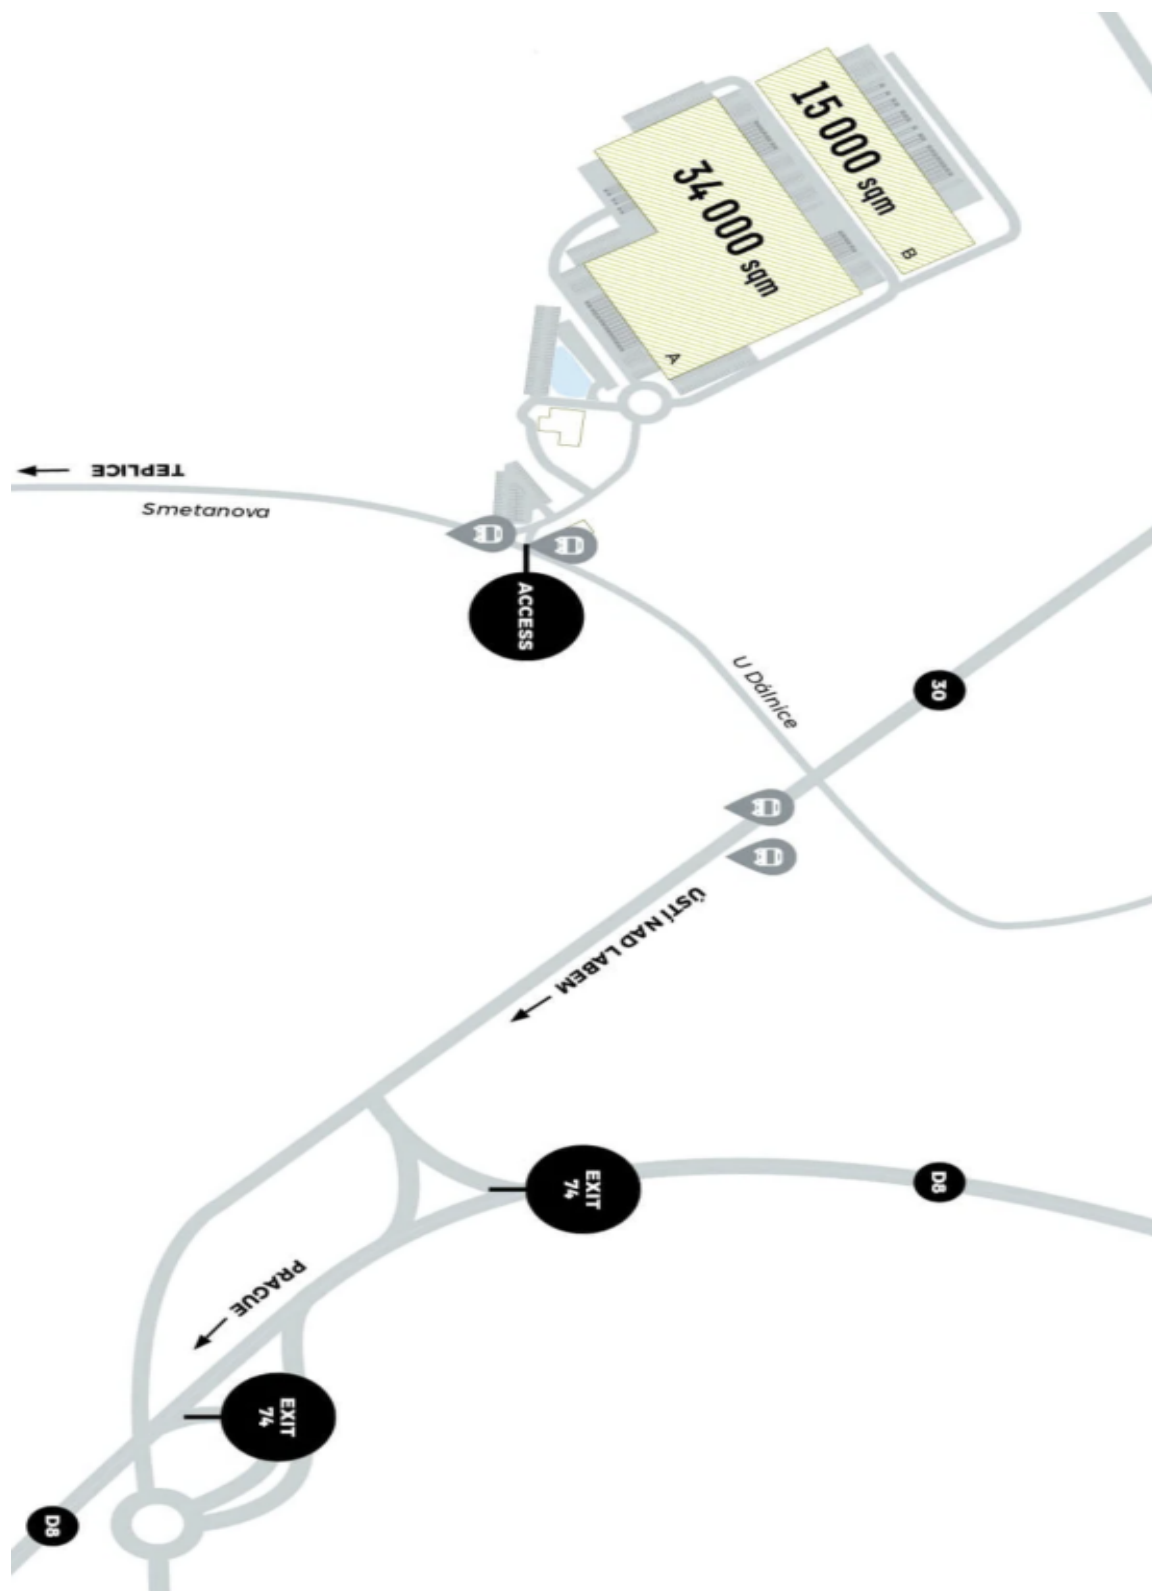 15 000 sqm
B
34 000 sqm
A
TEPLICE
Smetanova
ACCESS
U Dálnice
30
ÚSTÍ NAD LABEM
EXIT
74
D8
PRAGUE
EXIT
74
D8